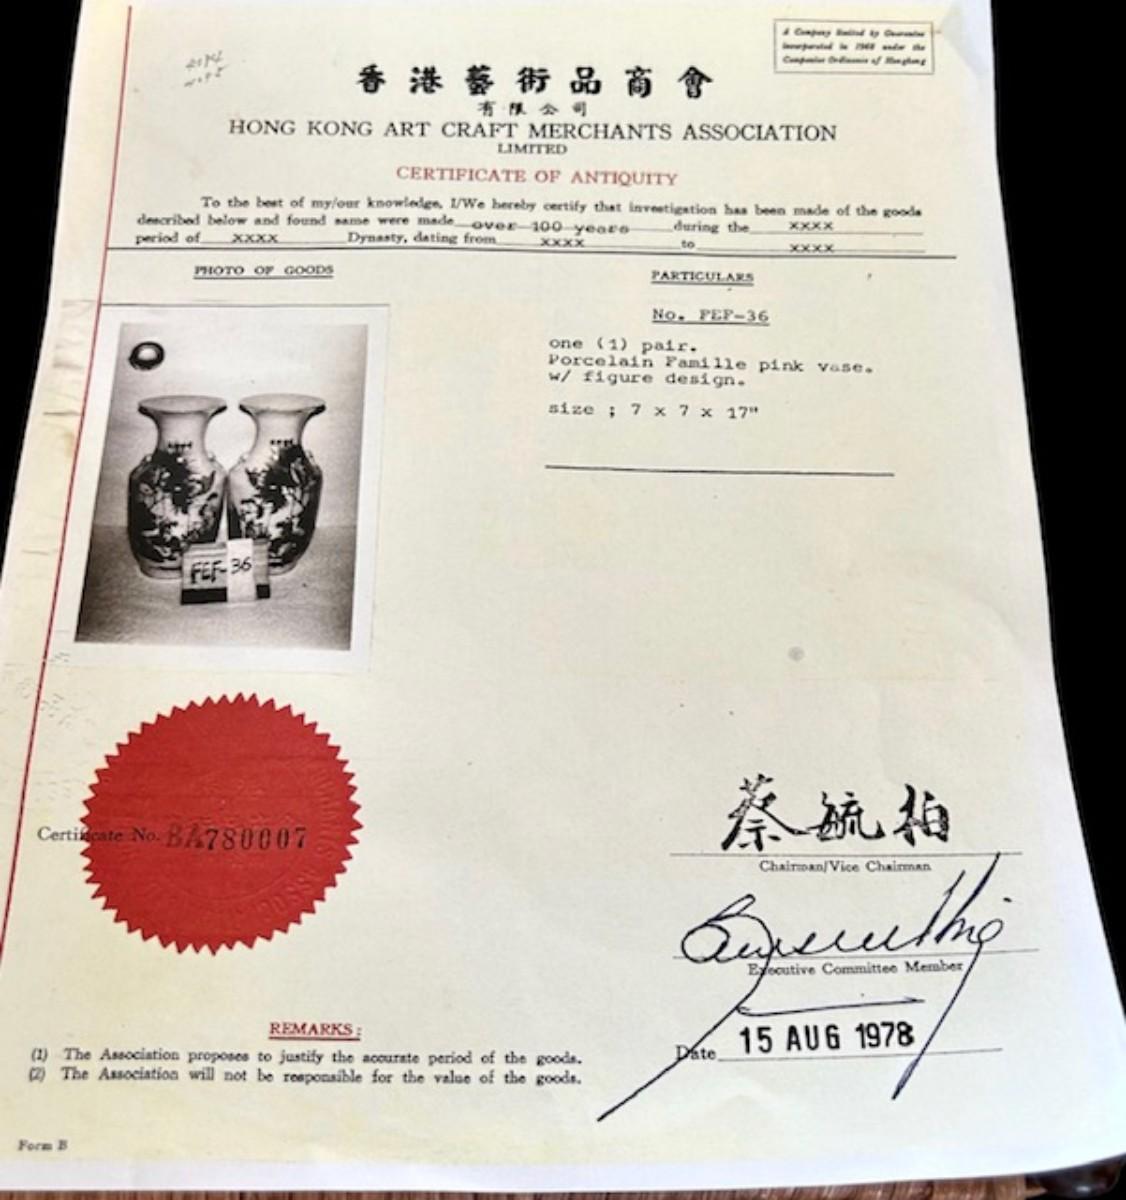 A Company limited by Guarantee
incorporated in 1968 under the
Companies Ordinance of Hongkong
香港藝術品商會
有限公司
HONG KONG ART CRAFT MERCHANTS ASSOCIATION
LIMITED
CERTIFICATE OF ANTIQUITY
To the best of my/our knowledge, I/We hereby certify that investigation has been made of the goods
described below and found same were made over 100 years during the xxxx
period of xxxx Dynasty, dating from xxxx to xxxx
PHOTO OF GOODS
PARTICULARS
No. FEF-36
one (1) pair.
Porcelain Famille pink vase.
w/ figure design.
size ; 7 x 7 x 17"
FEF-36
Certificate No. BA780007
蔡毓柏
Chairman/Vice Chairman
Executive Committee Member
Date 15 AUG 1978
REMARKS:
(1) The Association proposes to justify the accurate period of the goods.
(2) The Association will not be responsible for the value of the goods.
Form B